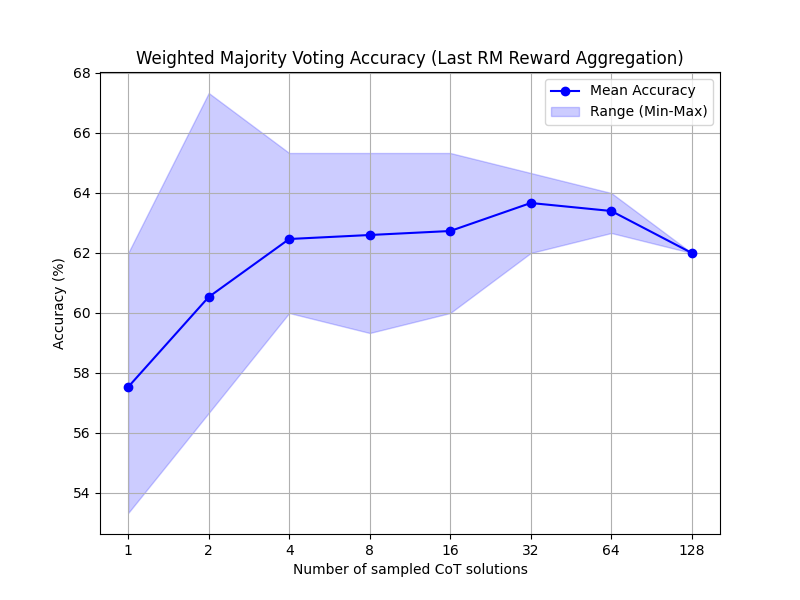 Weighted Majority Voting Accuracy (Last RM Reward Aggregation)
Mean Accuracy
Range (Min-Max)
Accuracy (%)
68
66
64
62
60
58
56
54
1 2 4 8 16 32 64 128
Number of sampled CoT solutions